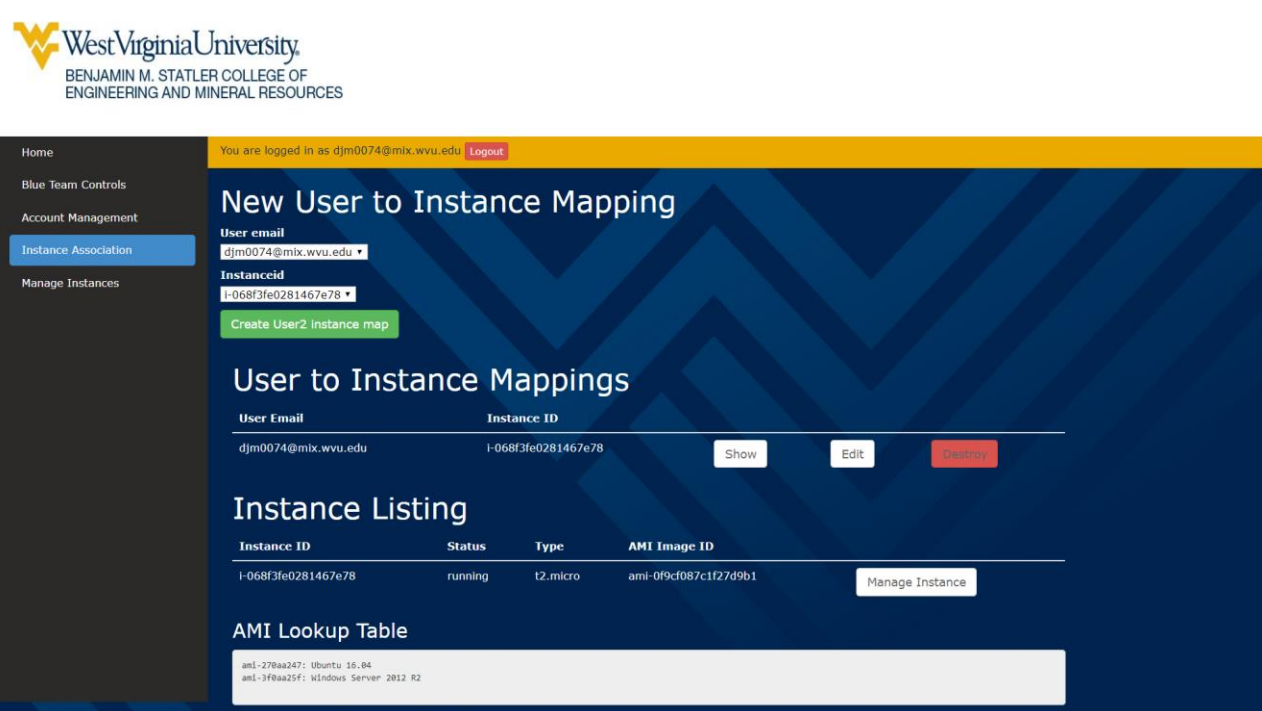 WestVirginiaUniversity.
BENJAMIN M. STATLER COLLEGE OF
ENGINEERING AND MINERAL RESOURCES
Home
Blue Team Controls
Account Management
Instance Association
Manage Instances
You are logged in as djm0074@mix.wvu.edu Logout
New User to Instance Mapping
User email
djm0074@mix.wvu.edu
Instanceid
i-068f3fe0281467e78
Create User2 instance map
User to Instance Mappings
User Email Instance ID
djm0074@mix.wvu.edu i-068f3fe0281467e78 Show Edit Destroy
Instance Listing
Instance ID Status Type AMI Image ID
i-068f3fe0281467e78 running t2.micro ami-0f9cf087c1f27d9b1 Manage Instance
AMI Lookup Table
ami-270aa247: Ubuntu 16.04
ami-3f0aa25f: Windows Server 2012 R2